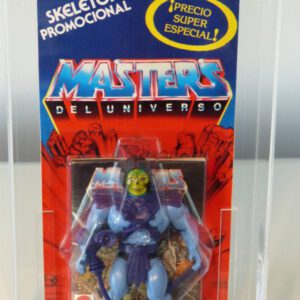 SKELETOR
PROMOCIONAL
¡PRECIO
SUPER
ESPECIAL!
MASTERS
DEL UNIVERSO